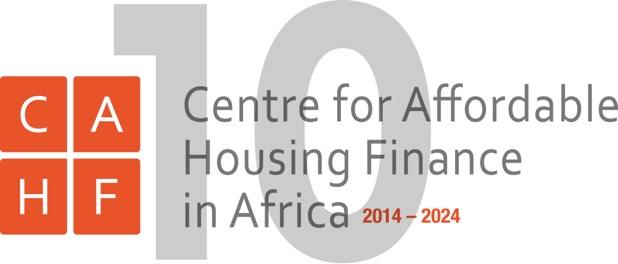 10
C A
H F
Centre for Affordable
Housing Finance
in Africa 2014 – 2024